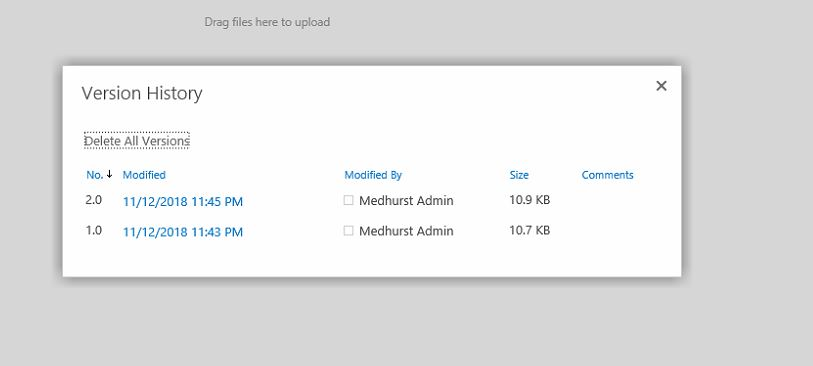 Drag files here to upload
Version History
Delete All Versions
No. Modified Modified By Size Comments
2.0 11/12/2018 11:45 PM Medhurst Admin 10.9 KB
1.0 11/12/2018 11:43 PM Medhurst Admin 10.7 KB